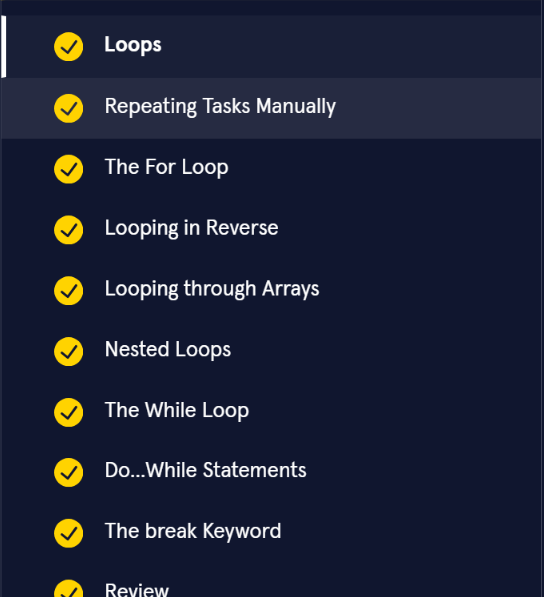 Loops
Repeating Tasks Manually
The For Loop
Looping in Reverse
Looping through Arrays
Nested Loops
The While Loop
Do...While Statements
The break Keyword
Review